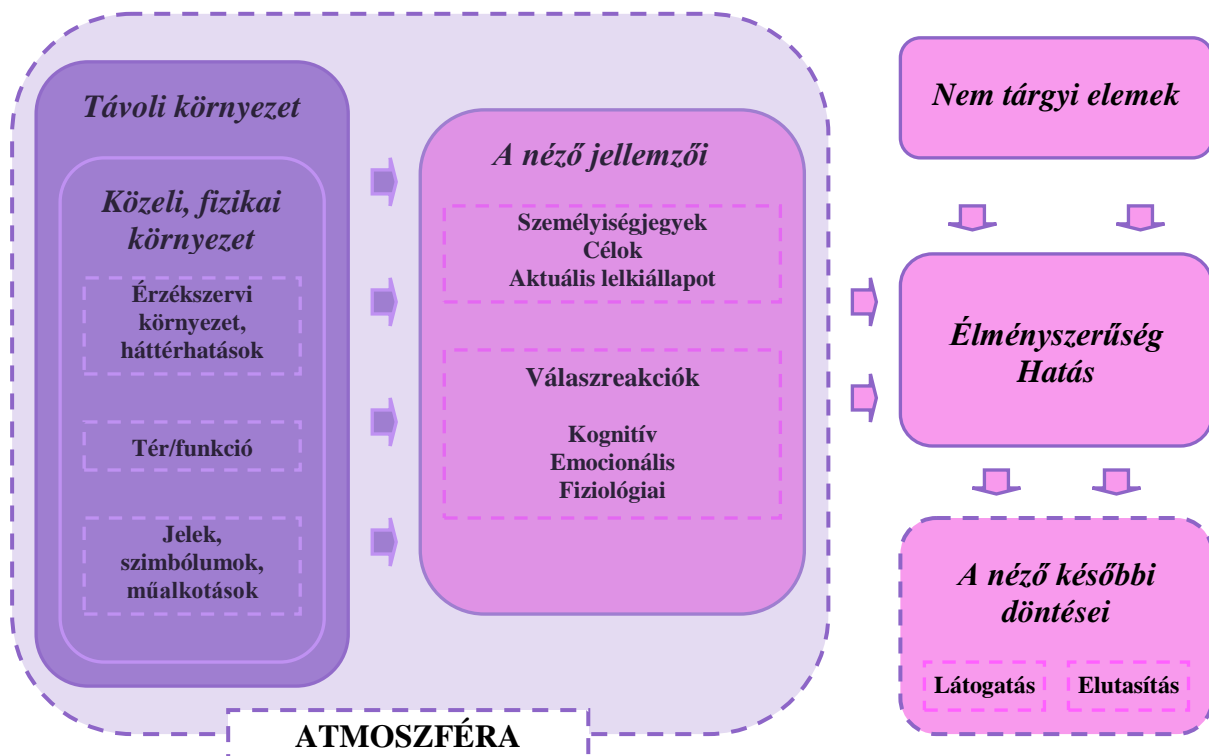 Távoli környezet
Közeli, fizikai
környezet
Érzékszervi
környezet,
háttérhatások
Tér/funkció
Jelek,
szimbólumok,
műalkotások
A néző jellemzői
Személyiségjegyek
Célok
Aktuális lelkiállapot
Válaszreakciók
Kognitív
Emocionális
Fiziológiai
ATMOSZFÉRA
Nem tárgyi elemek
Élményszerűség
Hatás
A néző későbbi
döntései
Látogatás Elutasítás